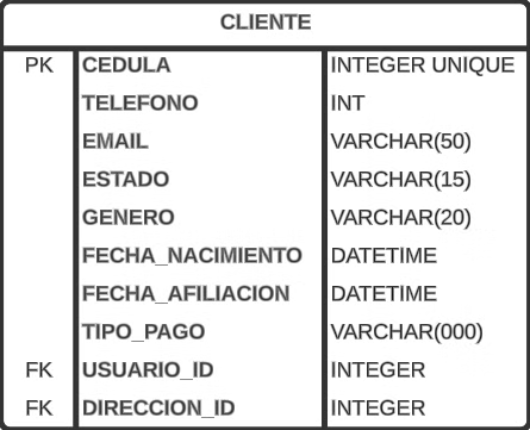 CLIENTE
PK CEDULA INTEGER UNIQUE
TELEFONO INT
EMAIL VARCHAR(50)
ESTADO VARCHAR(15)
GENERO VARCHAR(20)
FECHA_NACIMIENTO DATETIME
FECHA_AFILIACION DATETIME
TIPO_PAGO VARCHAR(000)
FK USUARIO_ID INTEGER
FK DIRECCION_ID INTEGER